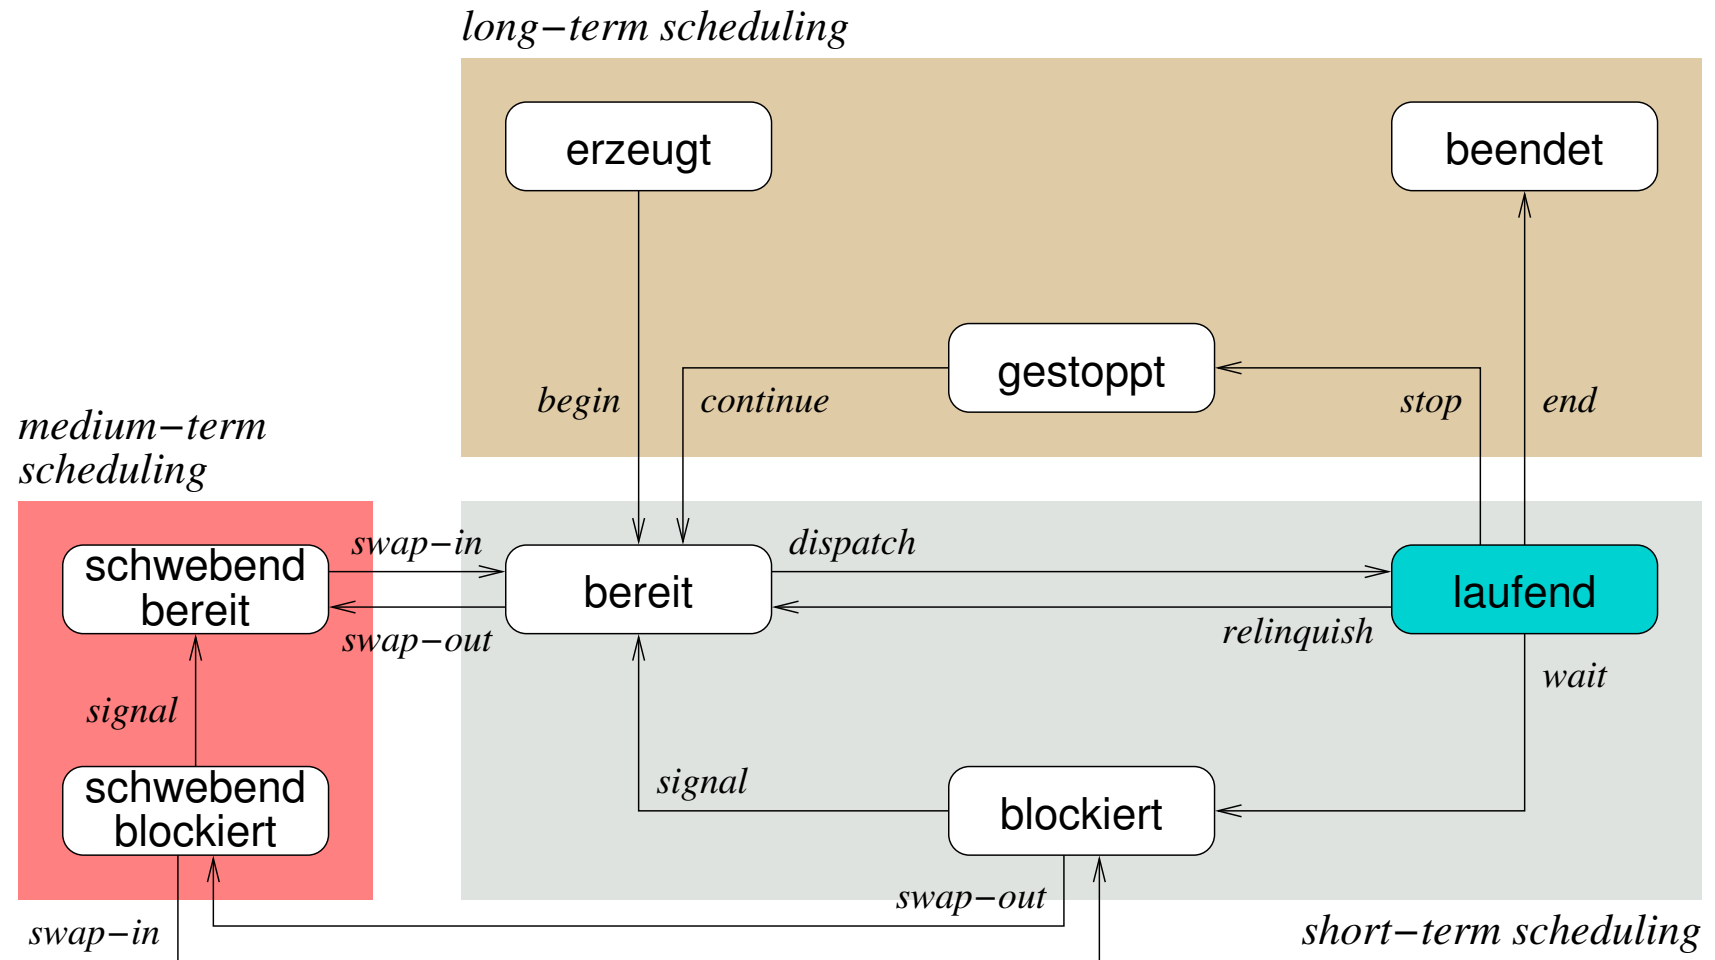 long−term scheduling
erzeugt
beendet
gestoppt
begin
continue
stop
end
medium−term
scheduling
swap−in
dispatch
schwebend
bereit
bereit
laufend
swap−out
relinquish
wait
signal
signal
schwebend
blockiert
blockiert
swap−out
swap−in
short−term scheduling